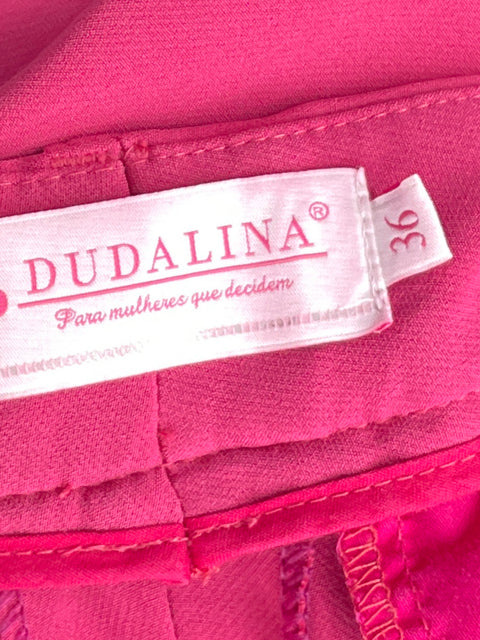 DUDALINA®
Para mulheres que decidem
36